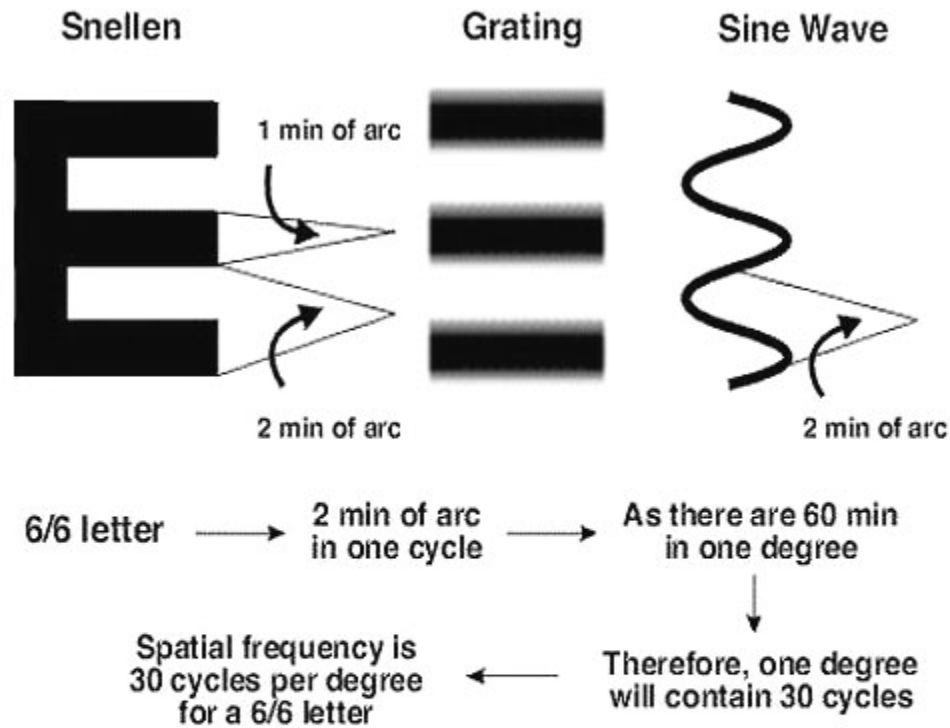 Snellen
Grating
Sine Wave
1 min of arc
2 min of arc
2 min of arc
6/6 letter
2 min of arc
in one cycle
As there are 60 min
in one degree
Therefore, one degree
will contain 30 cycles
Spatial frequency is
30 cycles per degree
for a 6/6 letter